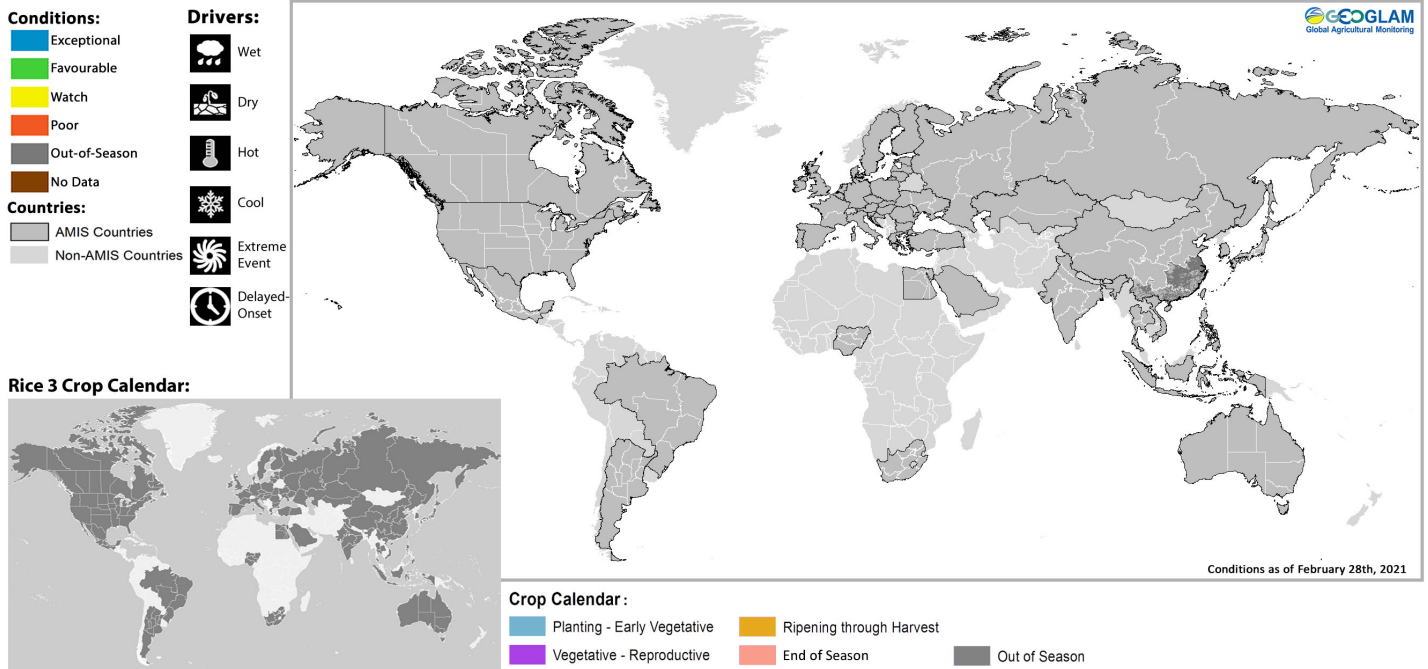 Conditions:
Exceptional
Favourable
Watch
Poor
Out-of-Season
No Data
Countries:
AMIS Countries
Non-AMIS Countries
Drivers:
Wet
Dry
Hot
Cool
Extreme
Event
Delayed-
Onset
GEOGLAM
Global Agricultural Monitoring
Conditions as of February 28th, 2021
Rice 3 Crop Calendar:
Crop Calendar :
Planting - Early Vegetative
Vegetative - Reproductive
Ripening through Harvest
End of Season
Out of Season